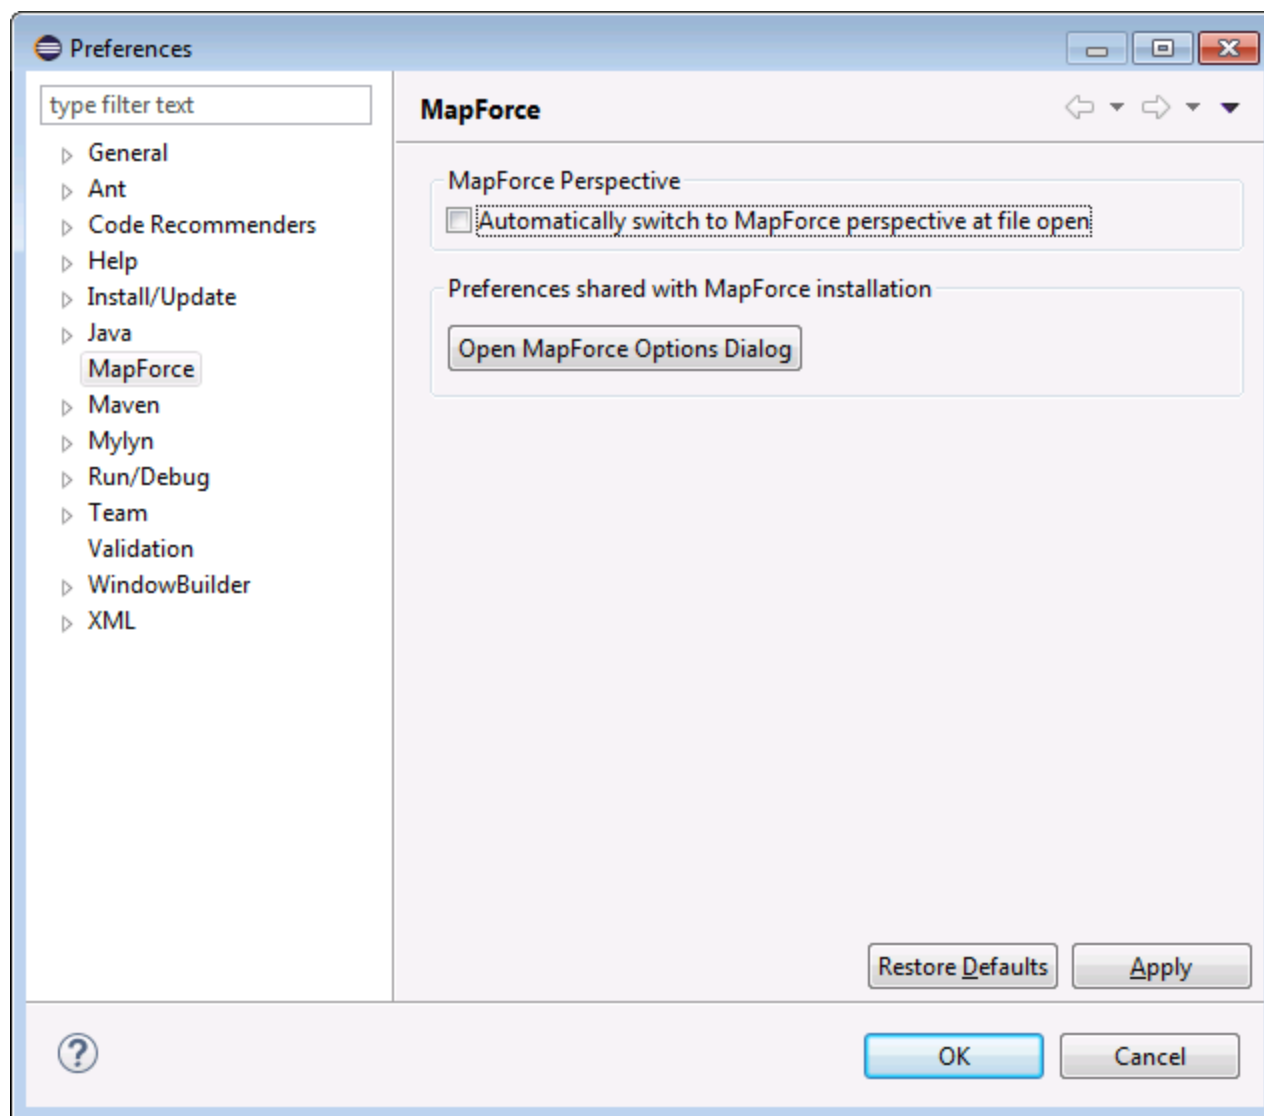 Preferences
type filter text
General
Ant
Code Recommenders
Help
Install/Update
Java
MapForce
Maven
Mylyn
Run/Debug
Team
Validation
WindowBuilder
XML
MapForce
MapForce Perspective
Automatically switch to MapForce perspective at file open
Preferences shared with MapForce installation
Open MapForce Options Dialog
Restore Defaults
Apply
?
OK
Cancel